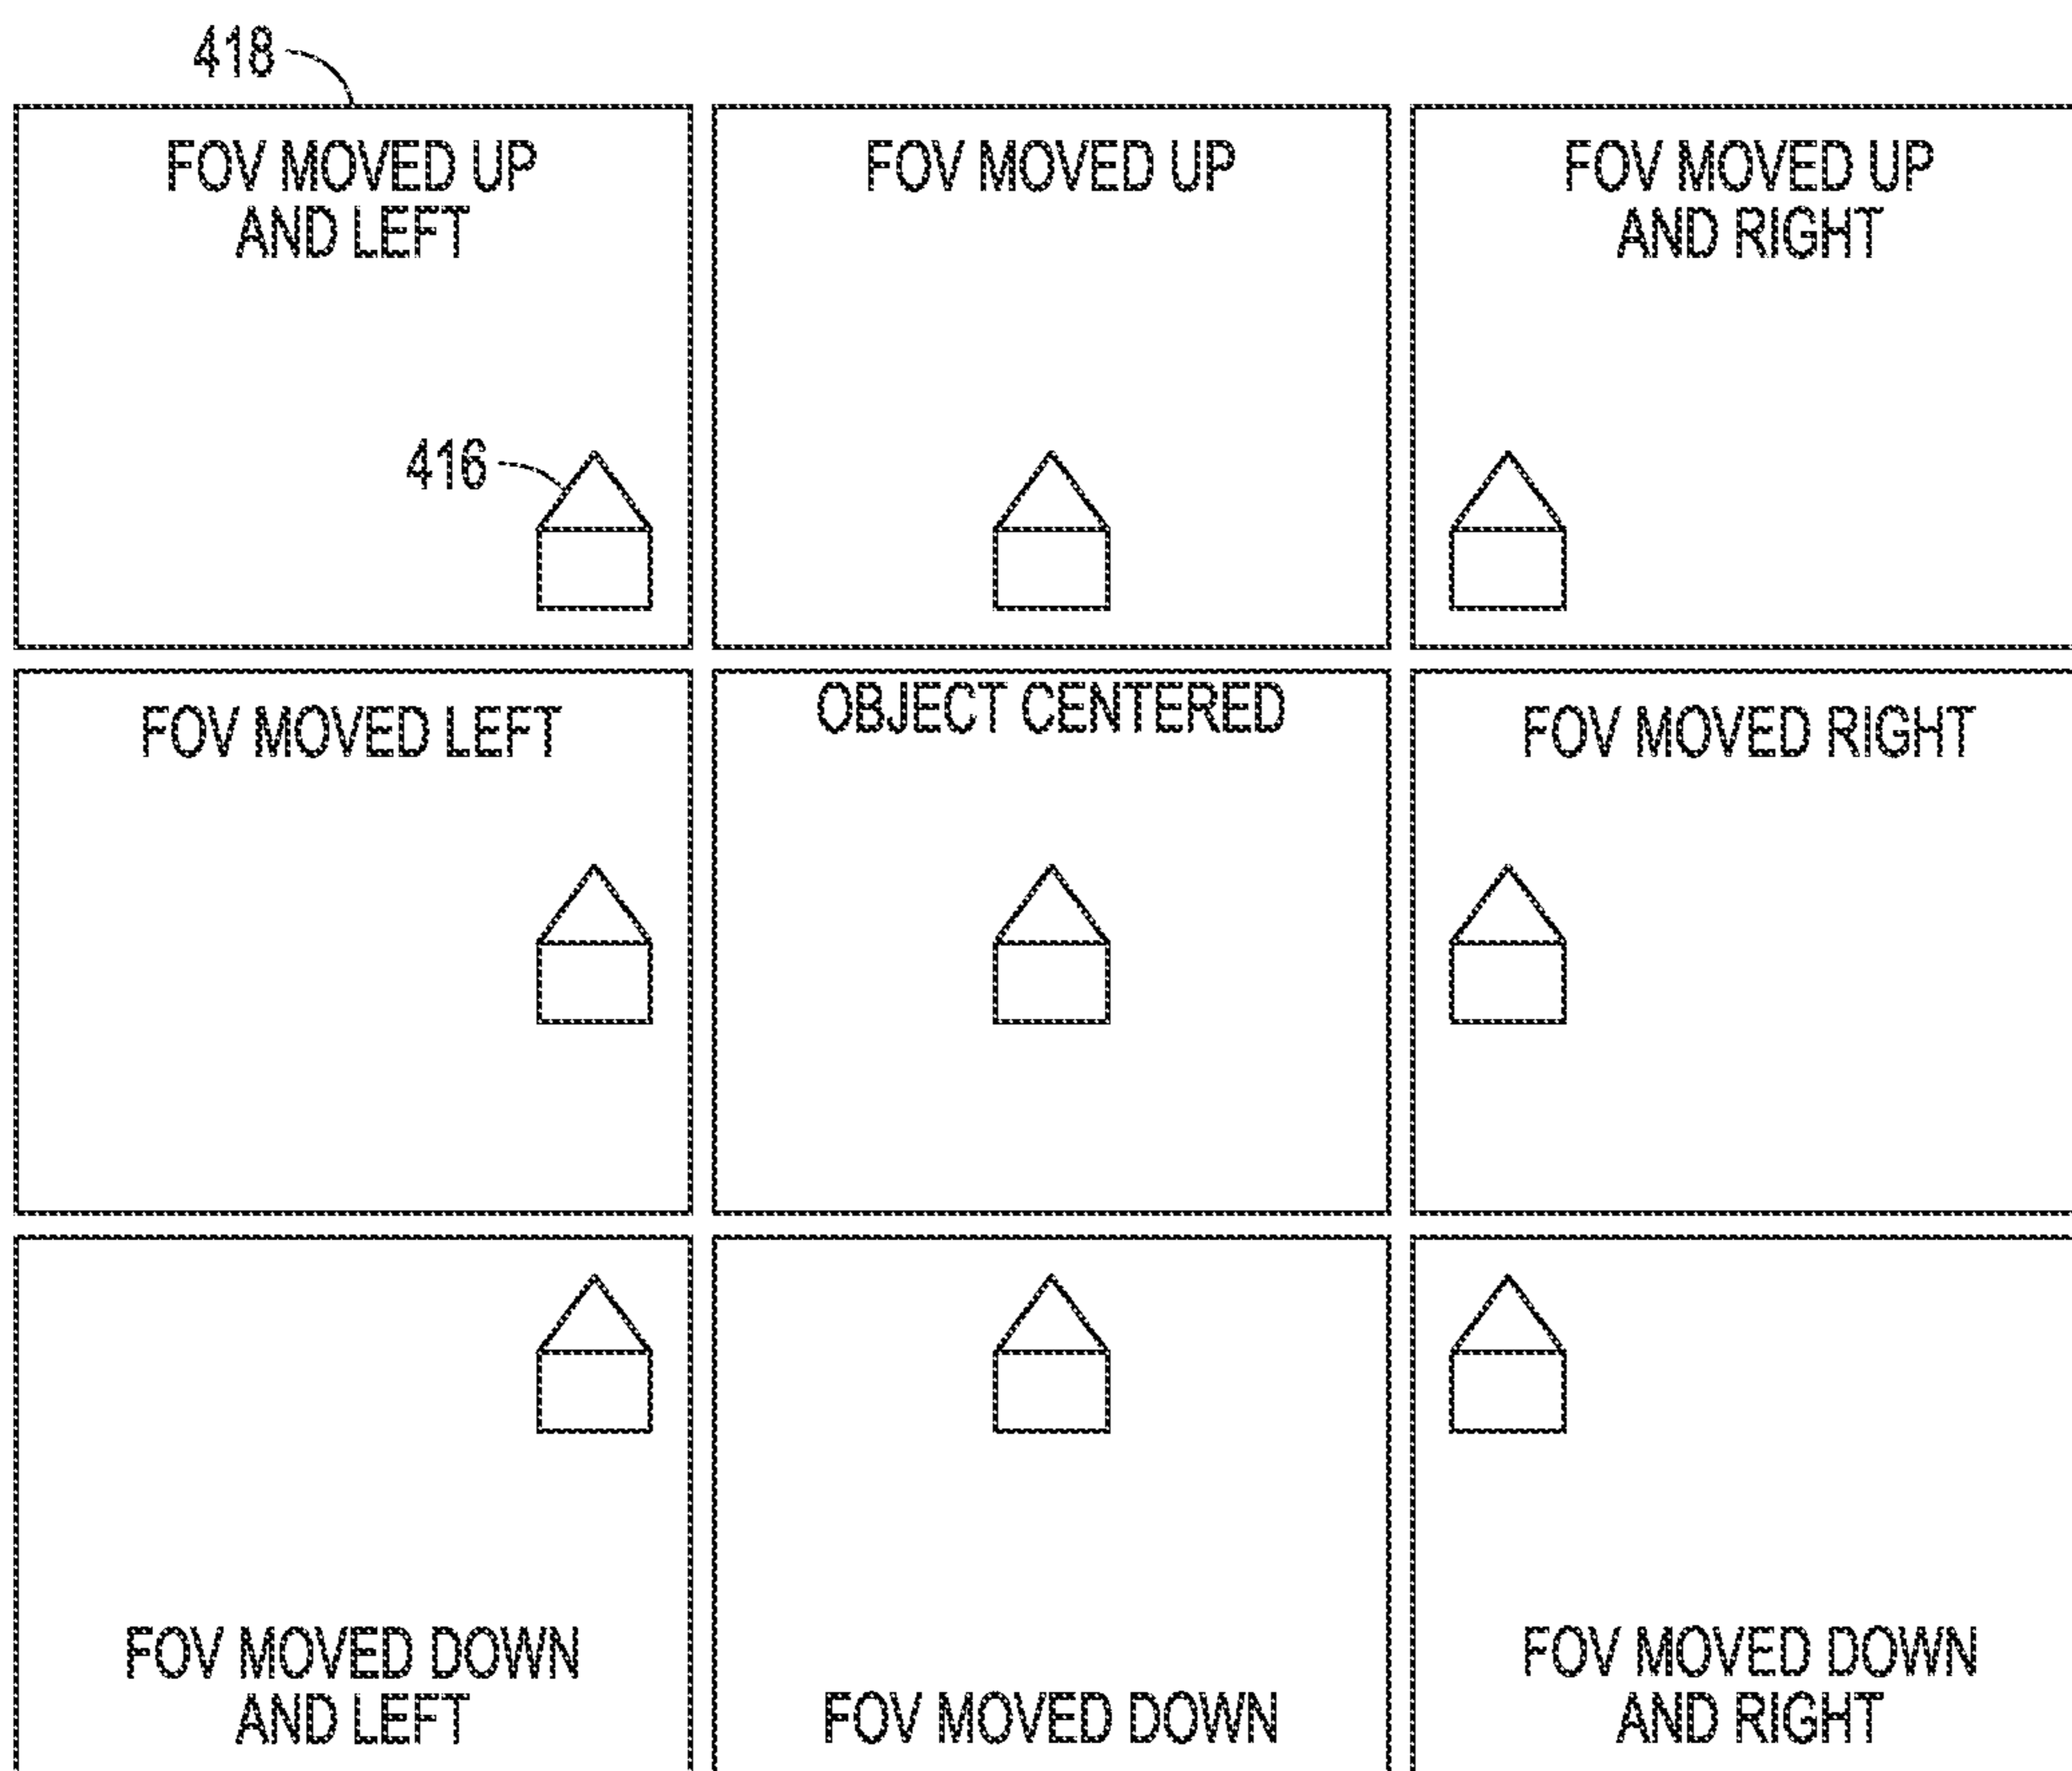 418
FOV MOVED UP
AND LEFT
416
FOV MOVED UP
FOV MOVED UP
AND RIGHT
FOV MOVED LEFT
OBJECT CENTERED
FOV MOVED RIGHT
FOV MOVED DOWN
AND LEFT
FOV MOVED DOWN
FOV MOVED DOWN
AND RIGHT